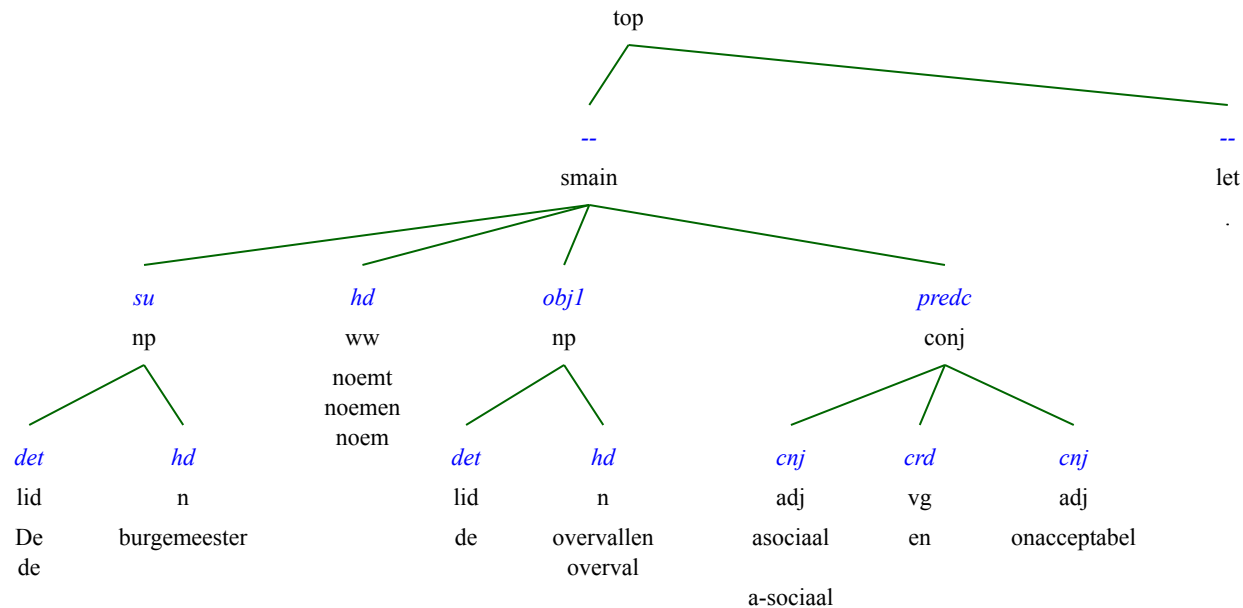 top
-- --
smain let
.
su hd obj1 predc
np ww np conj
noemt
noemen
noem
det hd det hd cnj crd cnj
lid n lid n adj vg adj
De burgemeester de overvallen asociaal en onacceptabel
de overval
a-sociaal